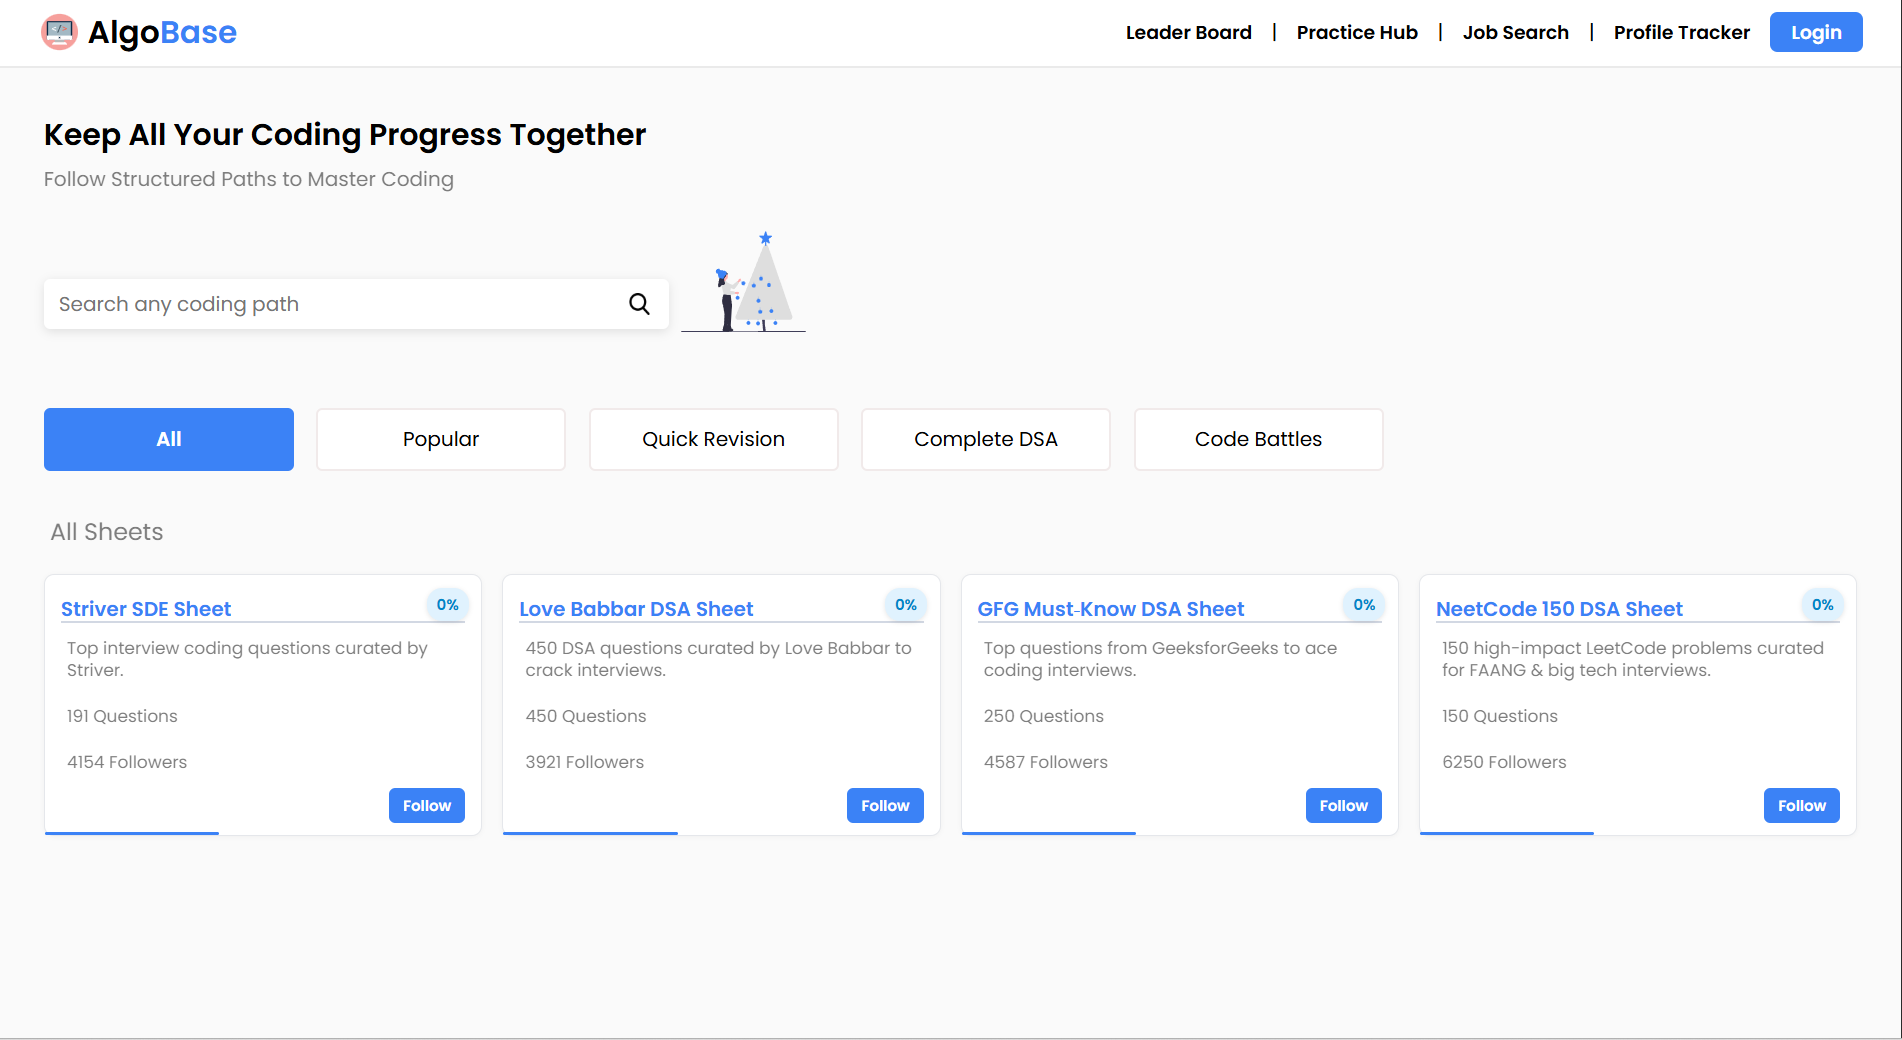 AlgoBase
Leader Board | Practice Hub | Job Search | Profile Tracker Login
Keep All Your Coding Progress Together
Follow Structured Paths to Master Coding
Search any coding path
All Popular Quick Revision Complete DSA Code Battles
All Sheets
Striver SDE Sheet 0%
Top interview coding questions curated by
Striver.
191 Questions
4154 Followers
Follow
Love Babbar DSA Sheet 0%
450 DSA questions curated by Love Babbar to
crack interviews.
450 Questions
3921 Followers
Follow
GFG Must-Know DSA Sheet 0%
Top questions from GeeksforGeeks to ace
coding interviews.
250 Questions
4587 Followers
Follow
NeetCode 150 DSA Sheet 0%
150 high-impact LeetCode problems curated
for FAANG & big tech interviews.
150 Questions
6250 Followers
Follow